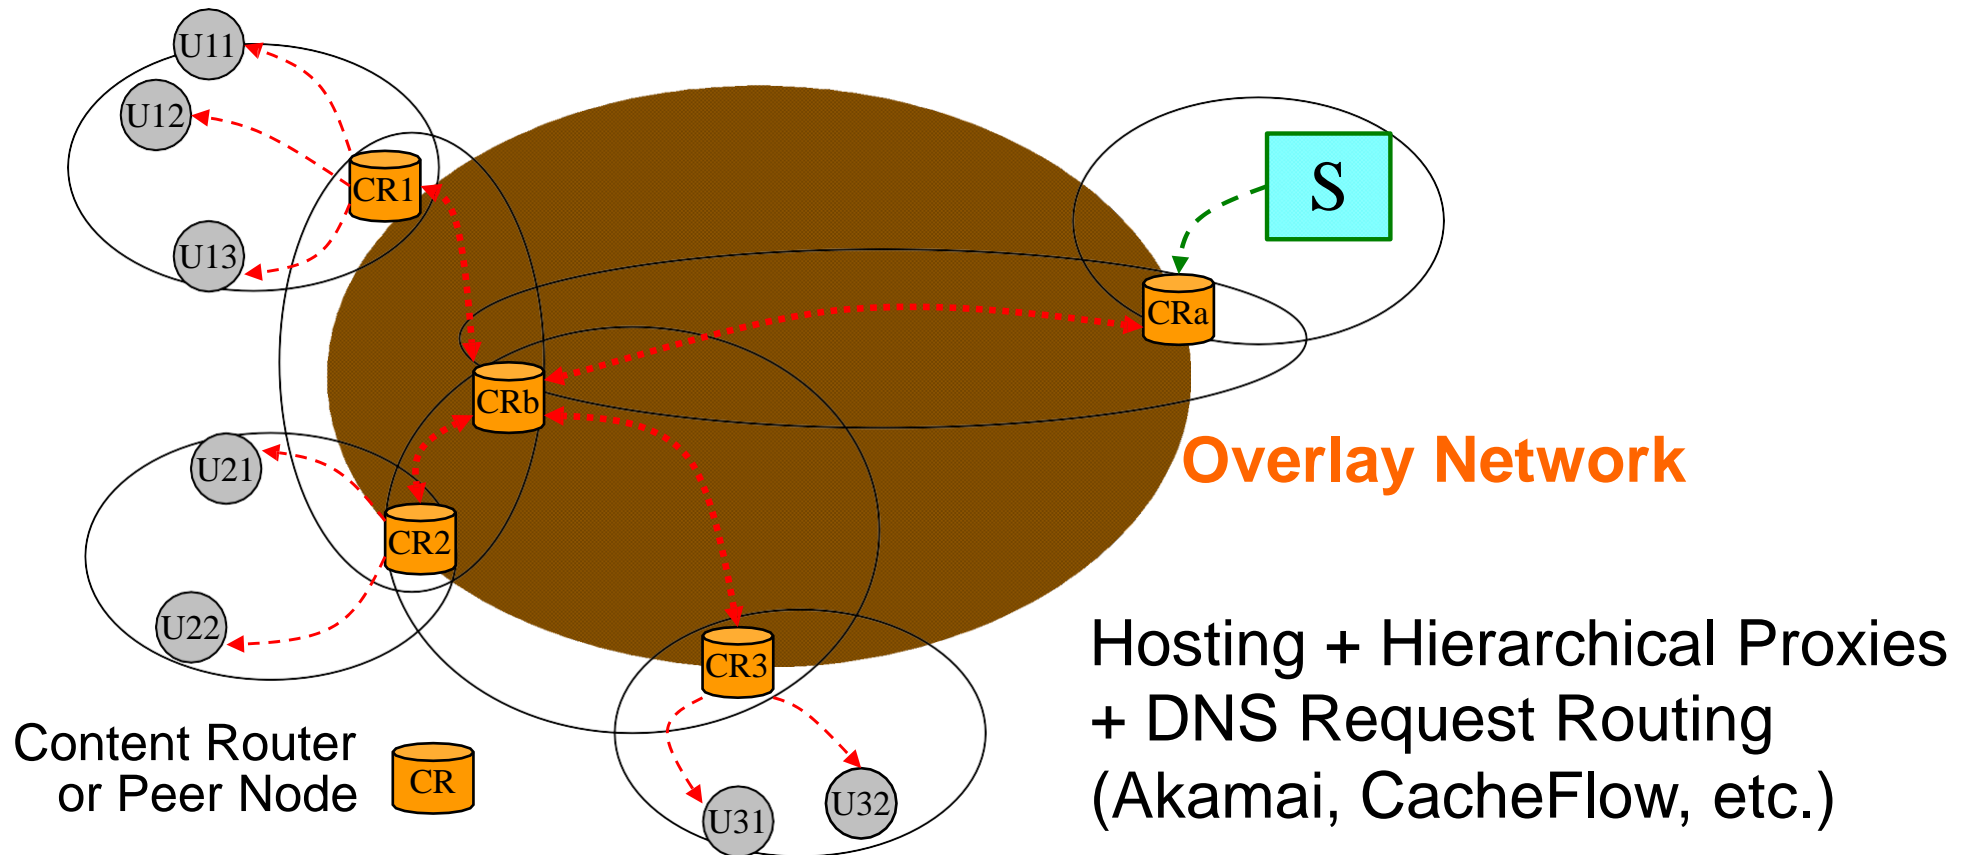 U11
U12
CR1
S
U13
CRa
CRb
Overlay Network
U21
CR2
U22
CR3
Hosting + Hierarchical Proxies
+ DNS Request Routing
(Akamai, CacheFlow, etc.)
Content Router
or Peer Node
CR
U31
U32